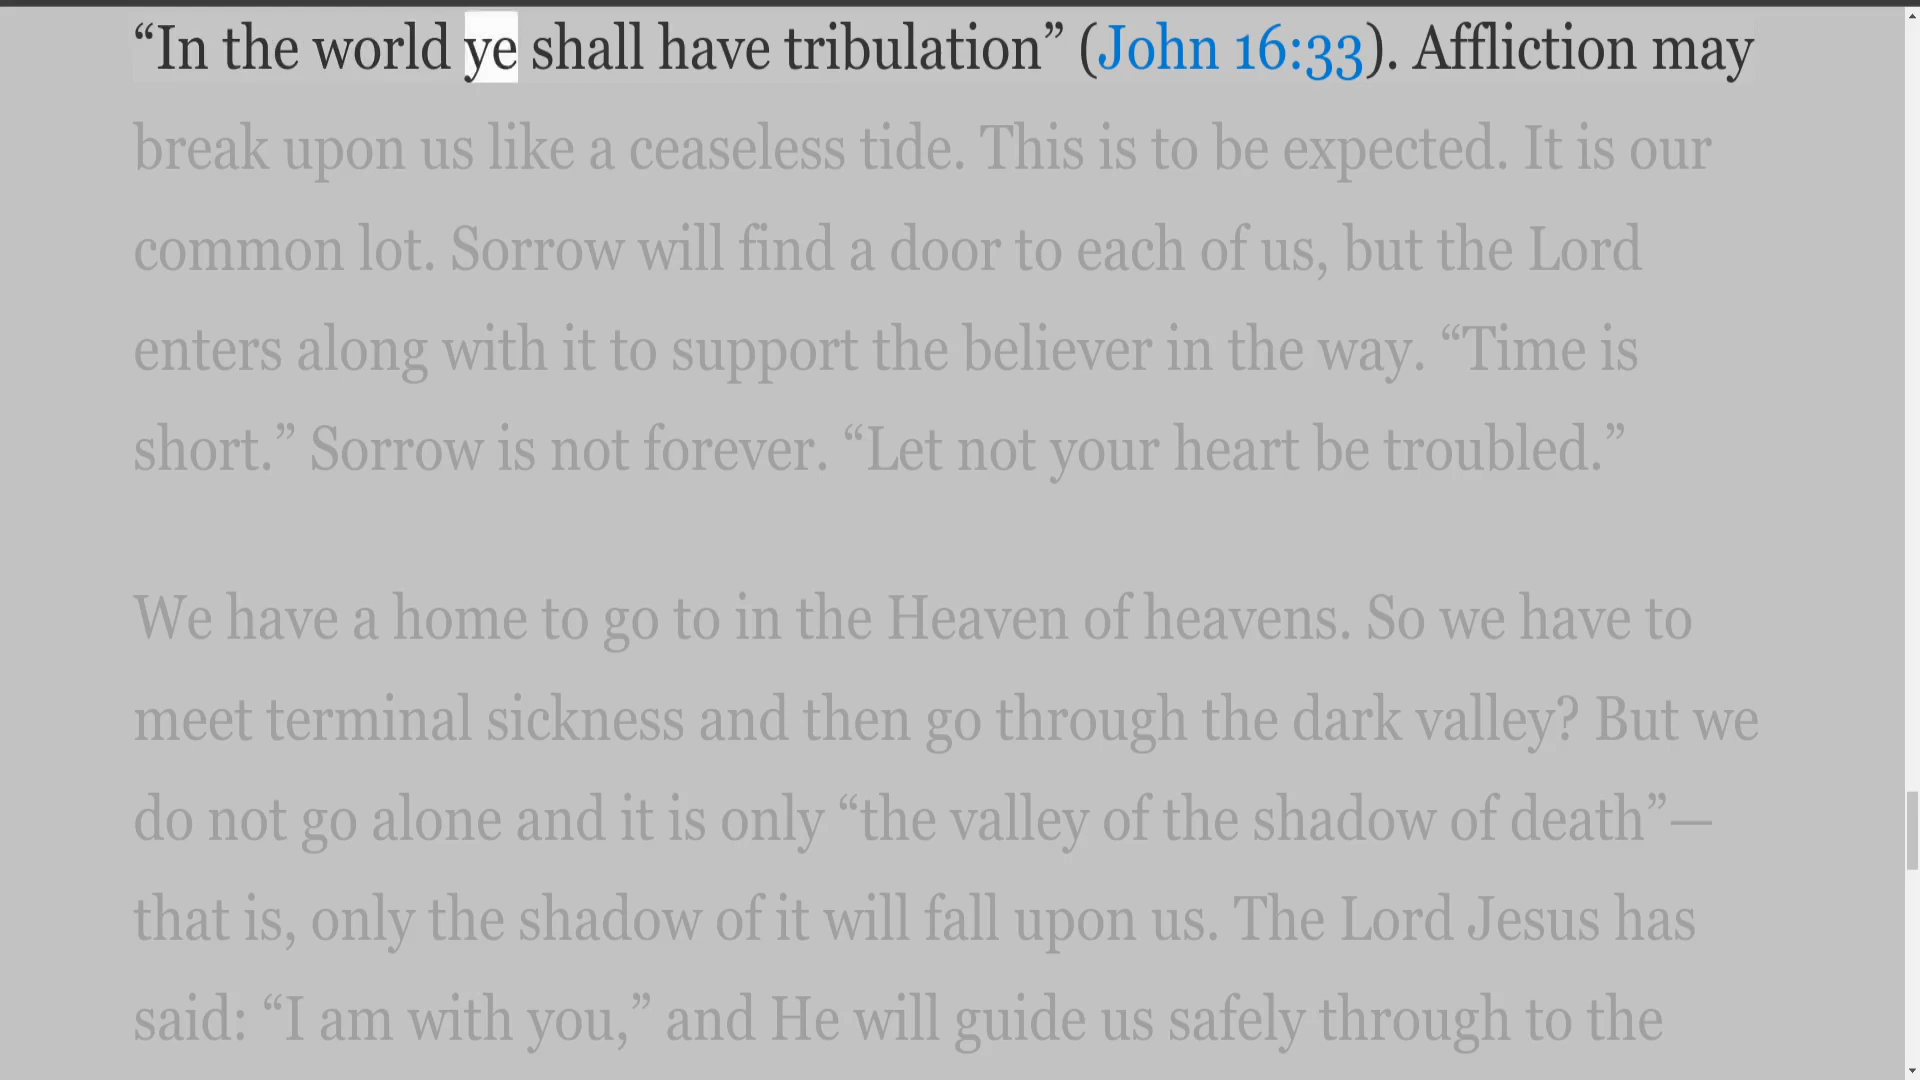 “In the world ye shall have tribulation” (John 16:33). Affliction may
break upon us like a ceaseless tide. This is to be expected. It is our
common lot. Sorrow will find a door to each of us, but the Lord
enters along with it to support the believer in the way. “Time is
short.” Sorrow is not forever. “Let not your heart be troubled.”
We have a home to go to in the Heaven of heavens. So we have to
meet terminal sickness and then go through the dark valley? But we
do not go alone and it is only “the valley of the shadow of death”—
that is, only the shadow of it will fall upon us. The Lord Jesus has
said: “I am with you,” and He will guide us safely through to the